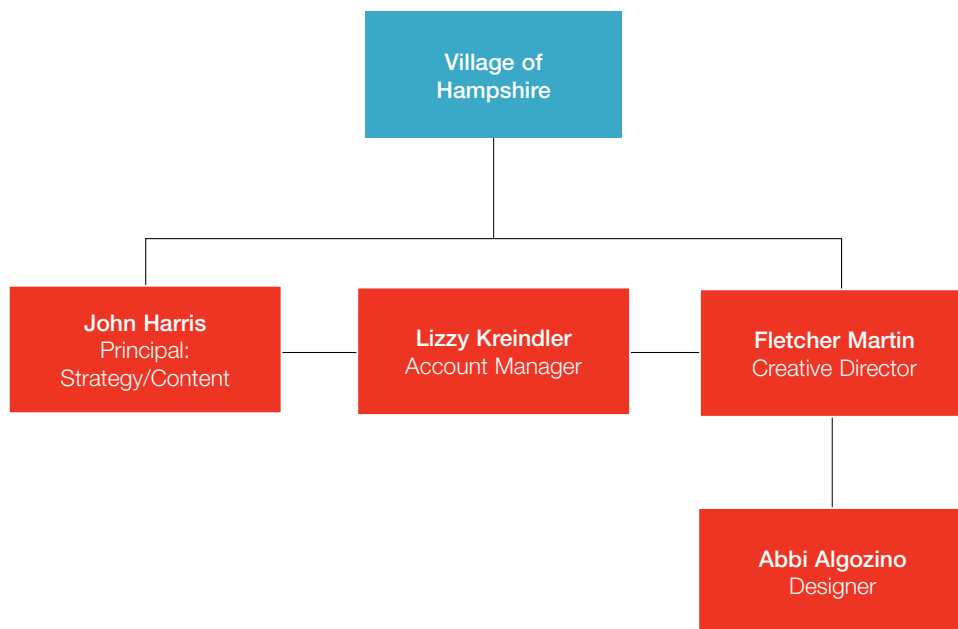 Village of
Hampshire
John Harris
Principal:
Strategy/Content
Lizzy Kreindler
Account Manager
Fletcher Martin
Creative Director
Abbi Algozino
Designer